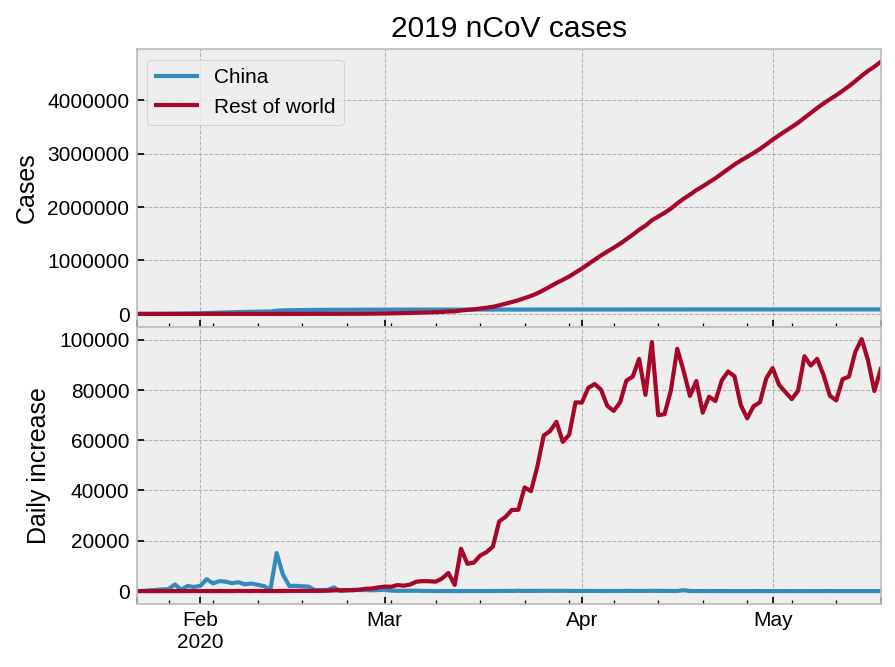 2019 nCoV cases
China
Rest of world
Cases
4000000
3000000
2000000
1000000
0
Daily increase
100000
80000
60000
40000
20000
0
Feb Mar Apr May
2020